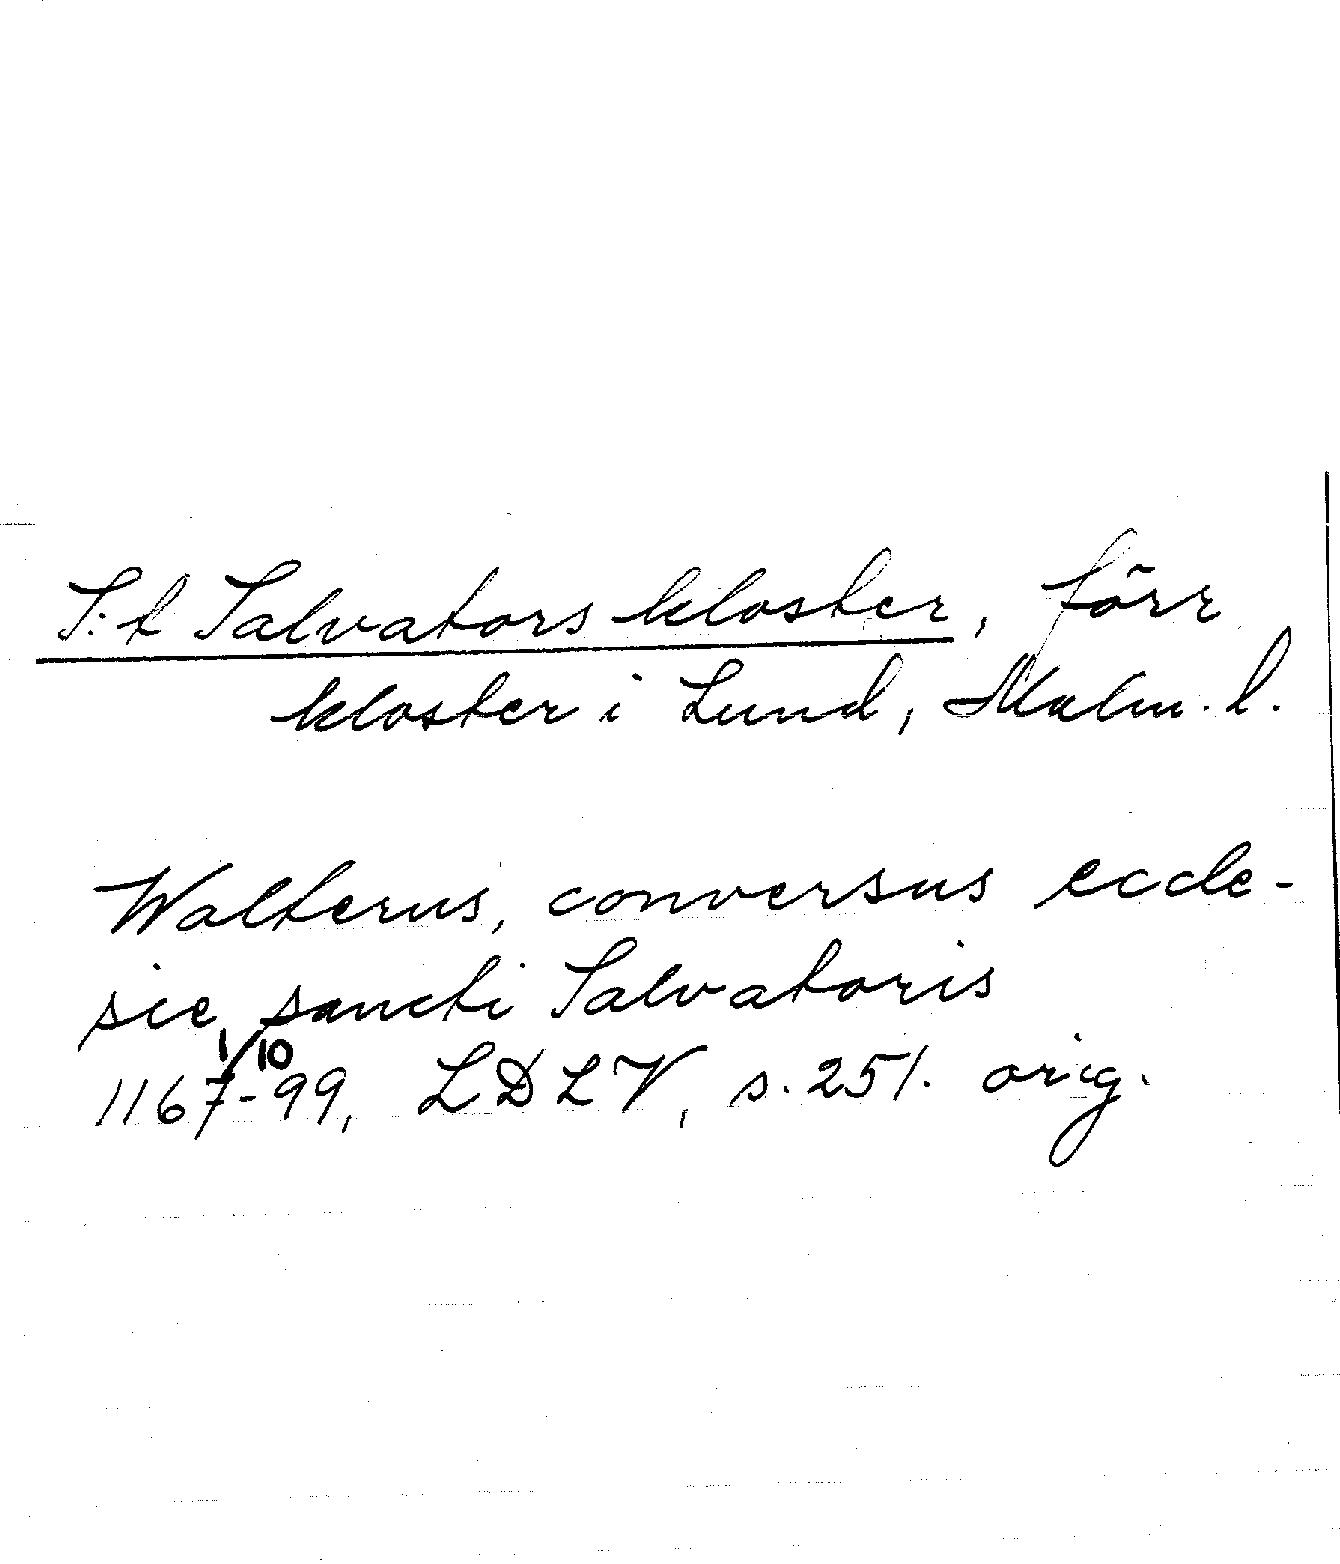 S:t Salvators kloster, förr
kloster i Lund, Malm. l.
Walterus, conversus eccle-
sie sancti Salvatoris
1/10
1167-99, LDLV, s. 251. orig.